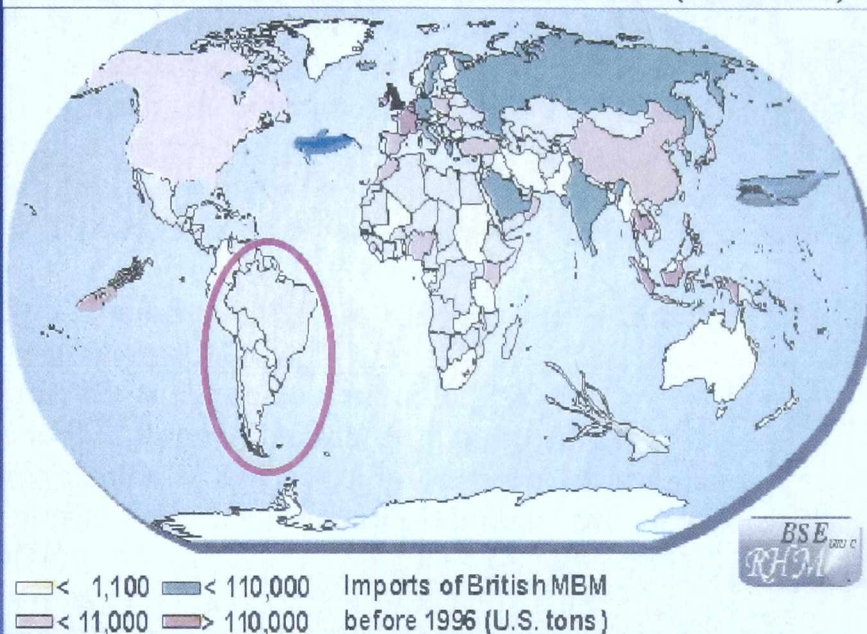 < 1,100 < 110,000 Imports of British MBM
< 11,000 > 110,000 before 1996 (U.S. tons)
BSE
RHM